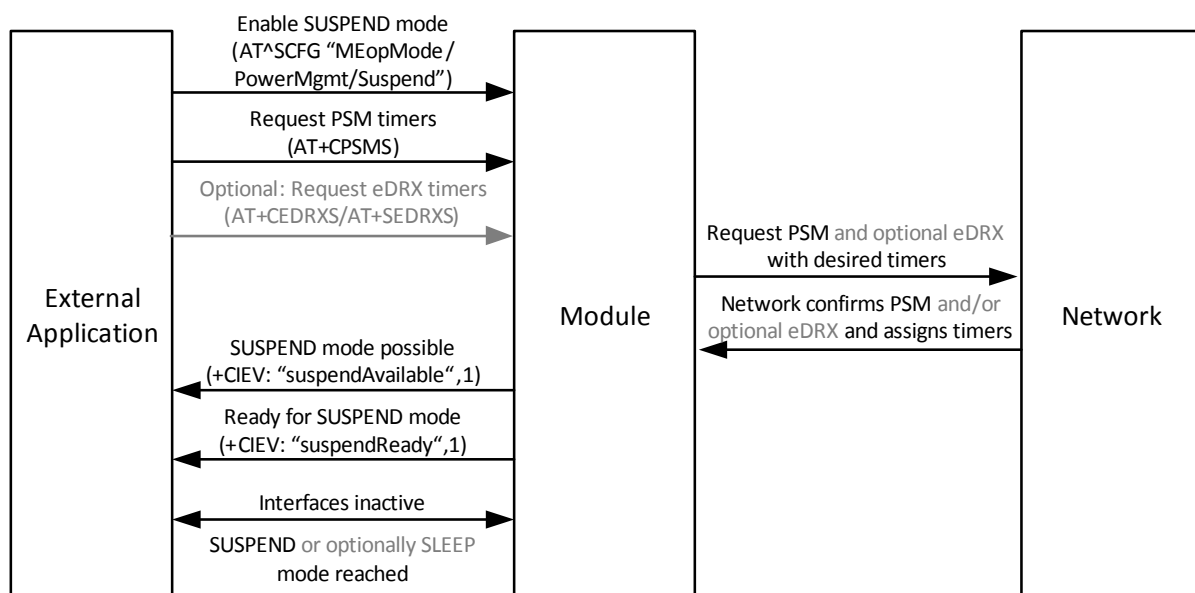 Enable SUSPEND mode
(AT^SCFG “MEopMode/
PowerMgmt/Suspend”)
Request PSM timers
(AT+CPSMS)
Optional: Request eDRX timers
(AT+CEDRXS/AT+SEDRXS)
Request PSM and optional eDRX
with desired timers
External
Application
Module
Network
Network confirms PSM and/or
optional eDRX and assigns timers
SUSPEND mode possible
(+CIEV: “suspendAvailable“,1)
Ready for SUSPEND mode
(+CIEV: “suspendReady“,1)
Interfaces inactive
SUSPEND or optionally SLEEP
mode reached